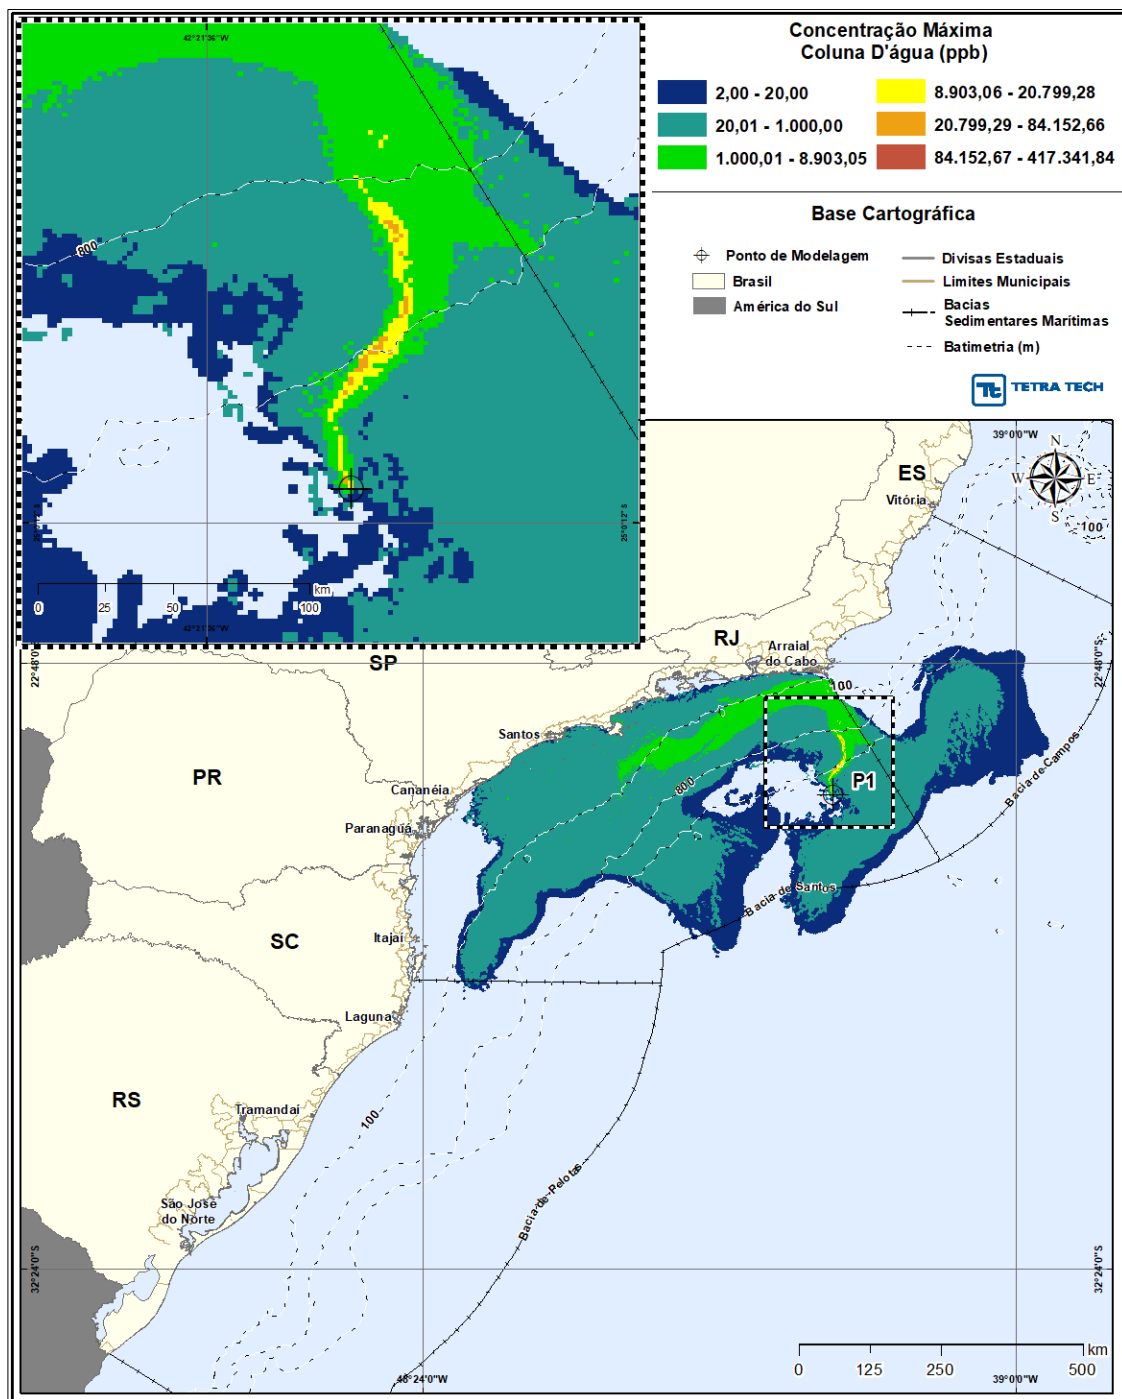 Concentração Máxima
Coluna D'água (ppb)
2,00 - 20,00
8.903,06 - 20.799,28
20,01 - 1.000,00
20.799,29 - 84.152,66
1.000,01 - 8.903,05
84.152,67 - 417.341,84
Base Cartográfica
Ponto de Modelagem
Divisas Estaduais
Brasil
Limites Municipais
América do Sul
Bacias
Sedimentares Marítimas
Batimetria (m)
Tt TETRA TECH
42°21'36"W
800
25°0'12"S
25°0'12"S
km
0 25 50 100
42°21'36"W
39°0'0"W
N
W E
S
100
ES
Vitória
RJ
Arraial
do Cabo
SP
22°48'0"S
22°48'0"S
100
Santos
PR
P1
800
Cananéia
Bacia de Campos
Paranaguá
Bacia de Santos
SC
Itajaí
Laguna
RS
Tramandaí
100
Bacia de Pelotas
São José
do Norte
32°24'0"S
32°24'0"S
km
0 125 250 500
39°0'0"W